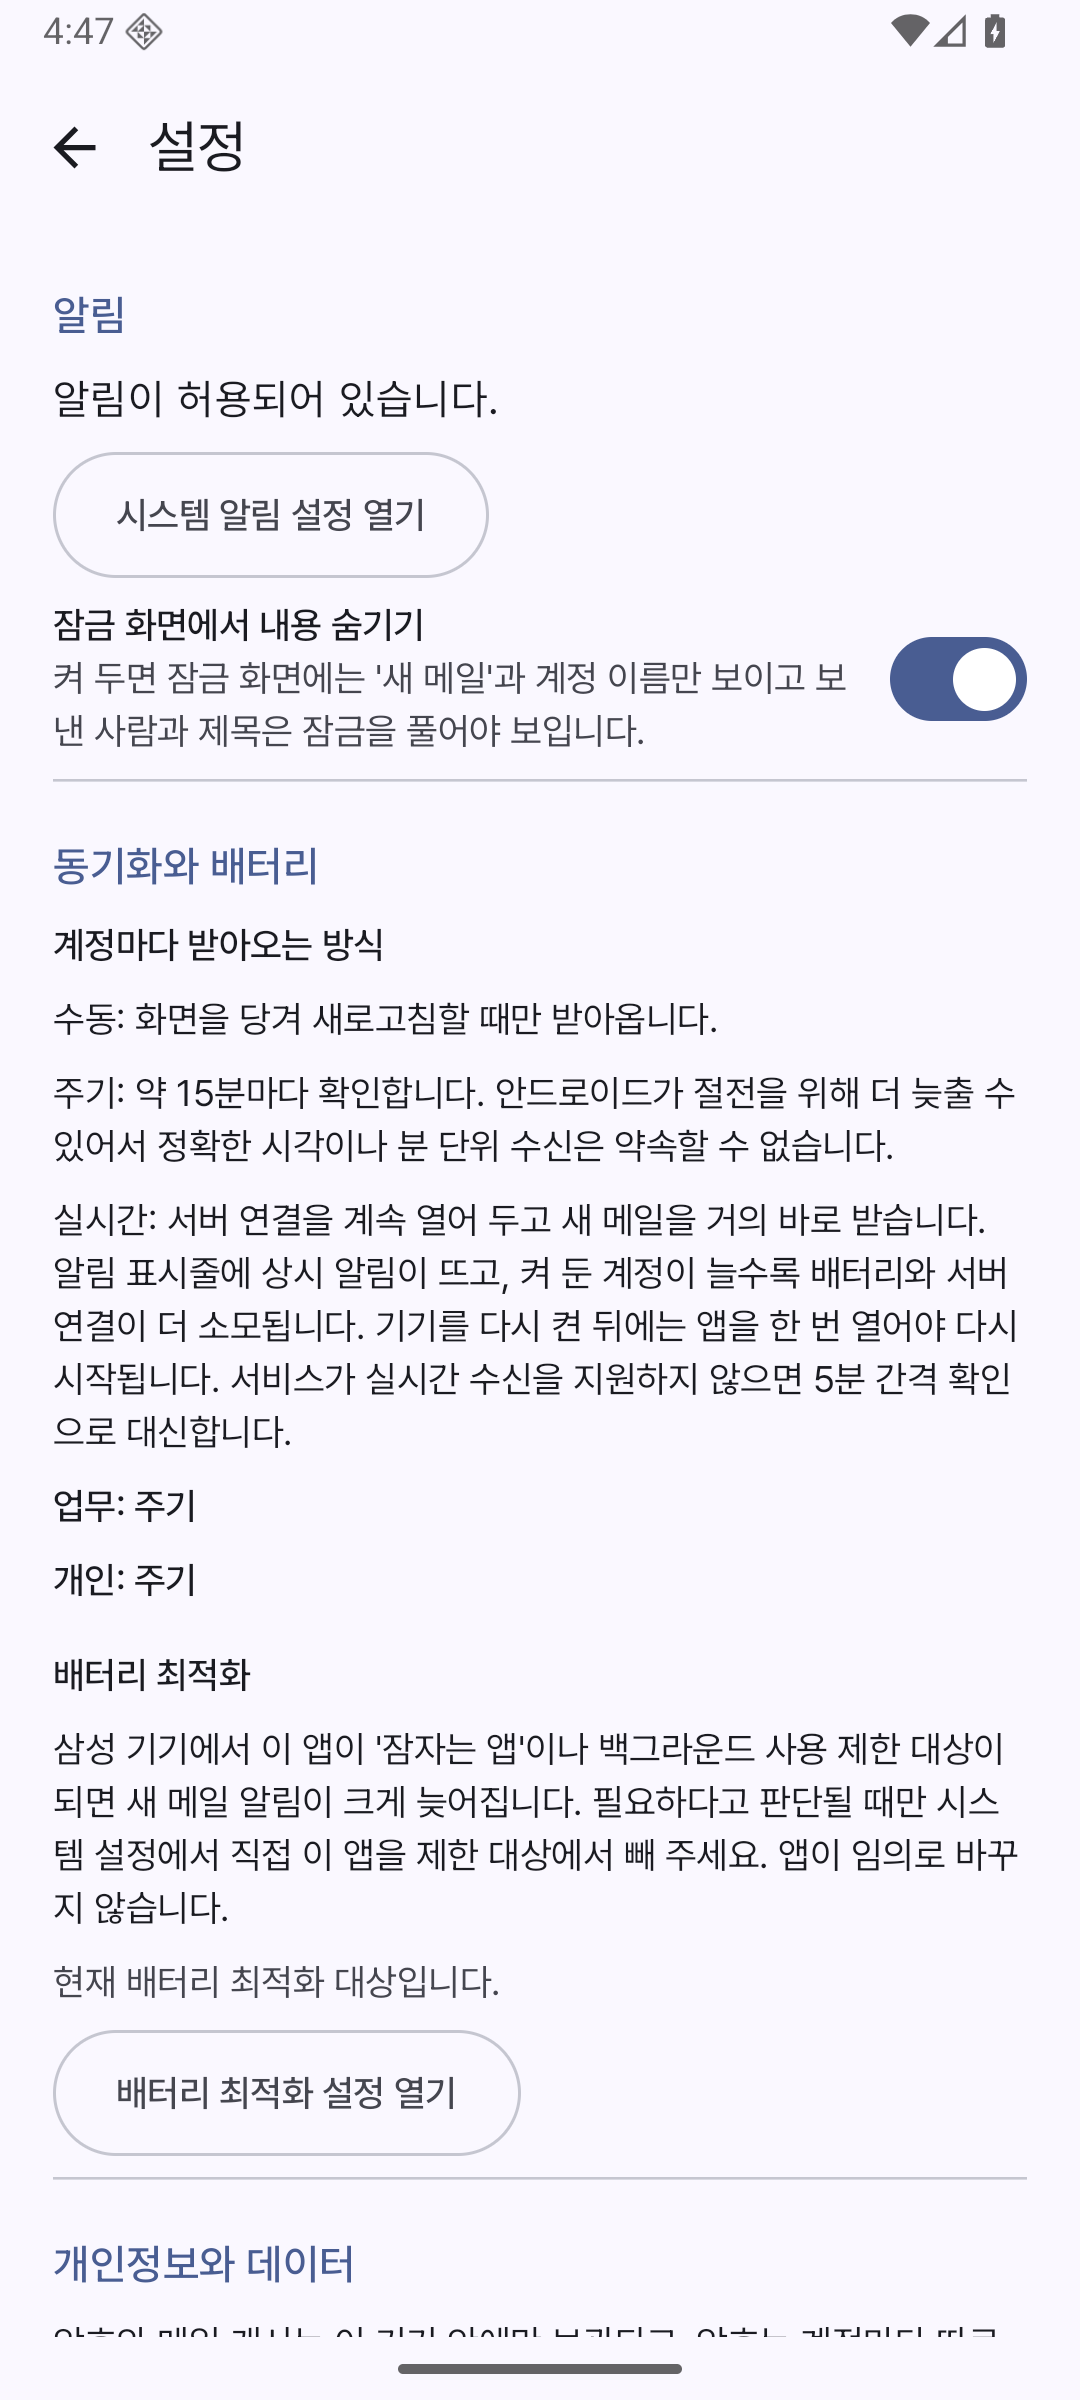 4:47
설정
알림
알림이 허용되어 있습니다.
시스템 알림 설정 열기
잠금 화면에서 내용 숨기기
켜 두면 잠금 화면에는 '새 메일'과 계정 이름만 보이고 보
낸 사람과 제목은 잠금을 풀어야 보입니다.
동기화와 배터리
계정마다 받아오는 방식
수동: 화면을 당겨 새로고침할 때만 받아옵니다.
주기: 약 15분마다 확인합니다. 안드로이드가 절전을 위해 더 늦출 수
있어서 정확한 시각이나 분 단위 수신은 약속할 수 없습니다.
실시간: 서버 연결을 계속 열어 두고 새 메일을 거의 바로 받습니다.
알림 표시줄에 상시 알림이 뜨고, 켜 둔 계정이 늘수록 배터리와 서버
연결이 더 소모됩니다. 기기를 다시 켠 뒤에는 앱을 한 번 열어야 다시
시작됩니다. 서비스가 실시간 수신을 지원하지 않으면 5분 간격 확인
으로 대신합니다.
업무: 주기
개인: 주기
배터리 최적화
삼성 기기에서 이 앱이 '잠자는 앱'이나 백그라운드 사용 제한 대상이
되면 새 메일 알림이 크게 늦어집니다. 필요하다고 판단될 때만 시스
템 설정에서 직접 이 앱을 제한 대상에서 빼 주세요. 앱이 임의로 바꾸
지 않습니다.
현재 배터리 최적화 대상입니다.
배터리 최적화 설정 열기
개인정보와 데이터